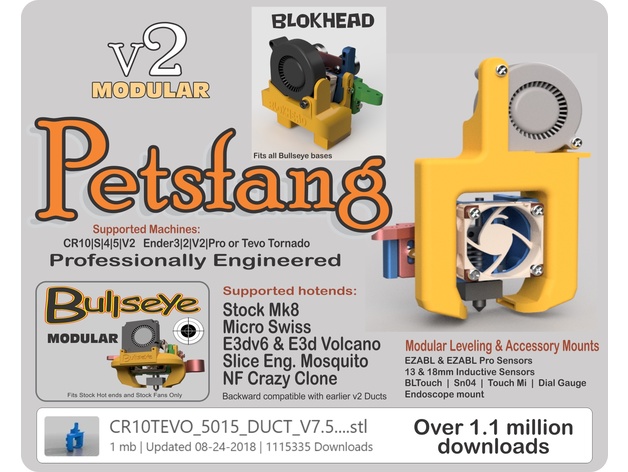 v2
MODULAR
BLOKHEAD
Fits all Bullseye bases
Petsfang
Supported Machines:
CR10|S|4|5|V2 Ender3|2|V2|Pro or Tevo Tornado
Professionally Engineered
Bullseye
MODULAR
Fits Stock Hot ends and Stock Fans Only
Supported hotends:
Stock Mk8
Micro Swiss
E3dv6 & E3d Volcano
Slice Eng. Mosquito
NF Crazy Clone
Backward compatible with earlier v2 Ducts
Modular Leveling & Accessory Mounts
EZABL & EZABL Pro Sensors
13 & 18mm Inductive Sensors
BLTouch | Sn04 | Touch Mi | Dial Gauge
Endoscope mount
CR10TEVO_5015_DUCT_V7.5....stl
1 mb | Updated 08-24-2018 | 1115335 Downloads
Over 1.1 million
downloads